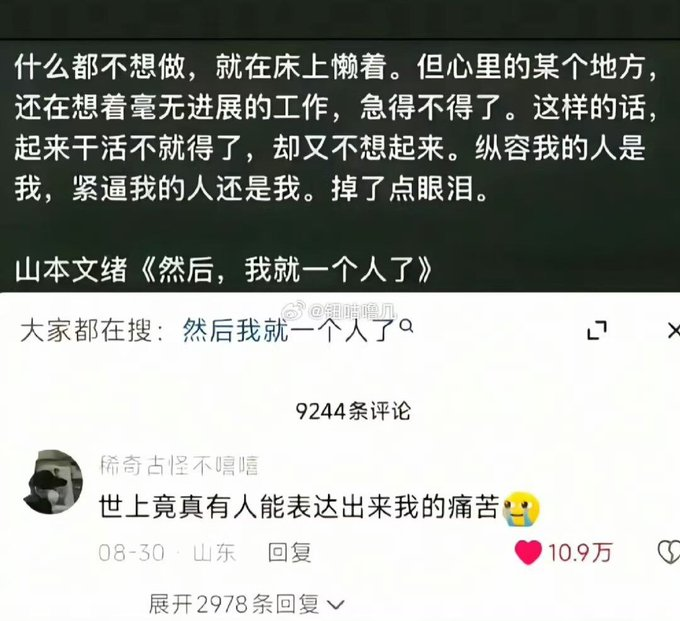 什么都不想做，就在床上懒着。但心里的某个地方，
还在想着毫无进展的工作，急得不得了。这样的话，
起来干活不就得了，却又不想起来。纵容我的人是
我，紧逼我的人还是我。掉了点眼泪。
山本文绪《然后，我就一个人了》
@钼咕噜几
大家都在搜：然后我就一个人了
9244条评论
稀奇古怪不嘻嘻
世上竟真有人能表达出来我的痛苦😭
08-30 · 山东 回复
10.9万
展开2978条回复